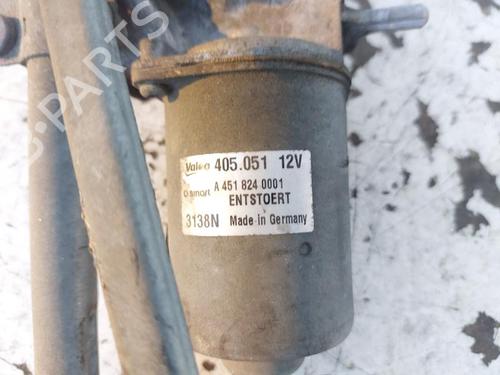 Valeo 405.051 12V
smart A 451 824 0001
ENTSTOERT
3138N Made in Germany
-PARTS